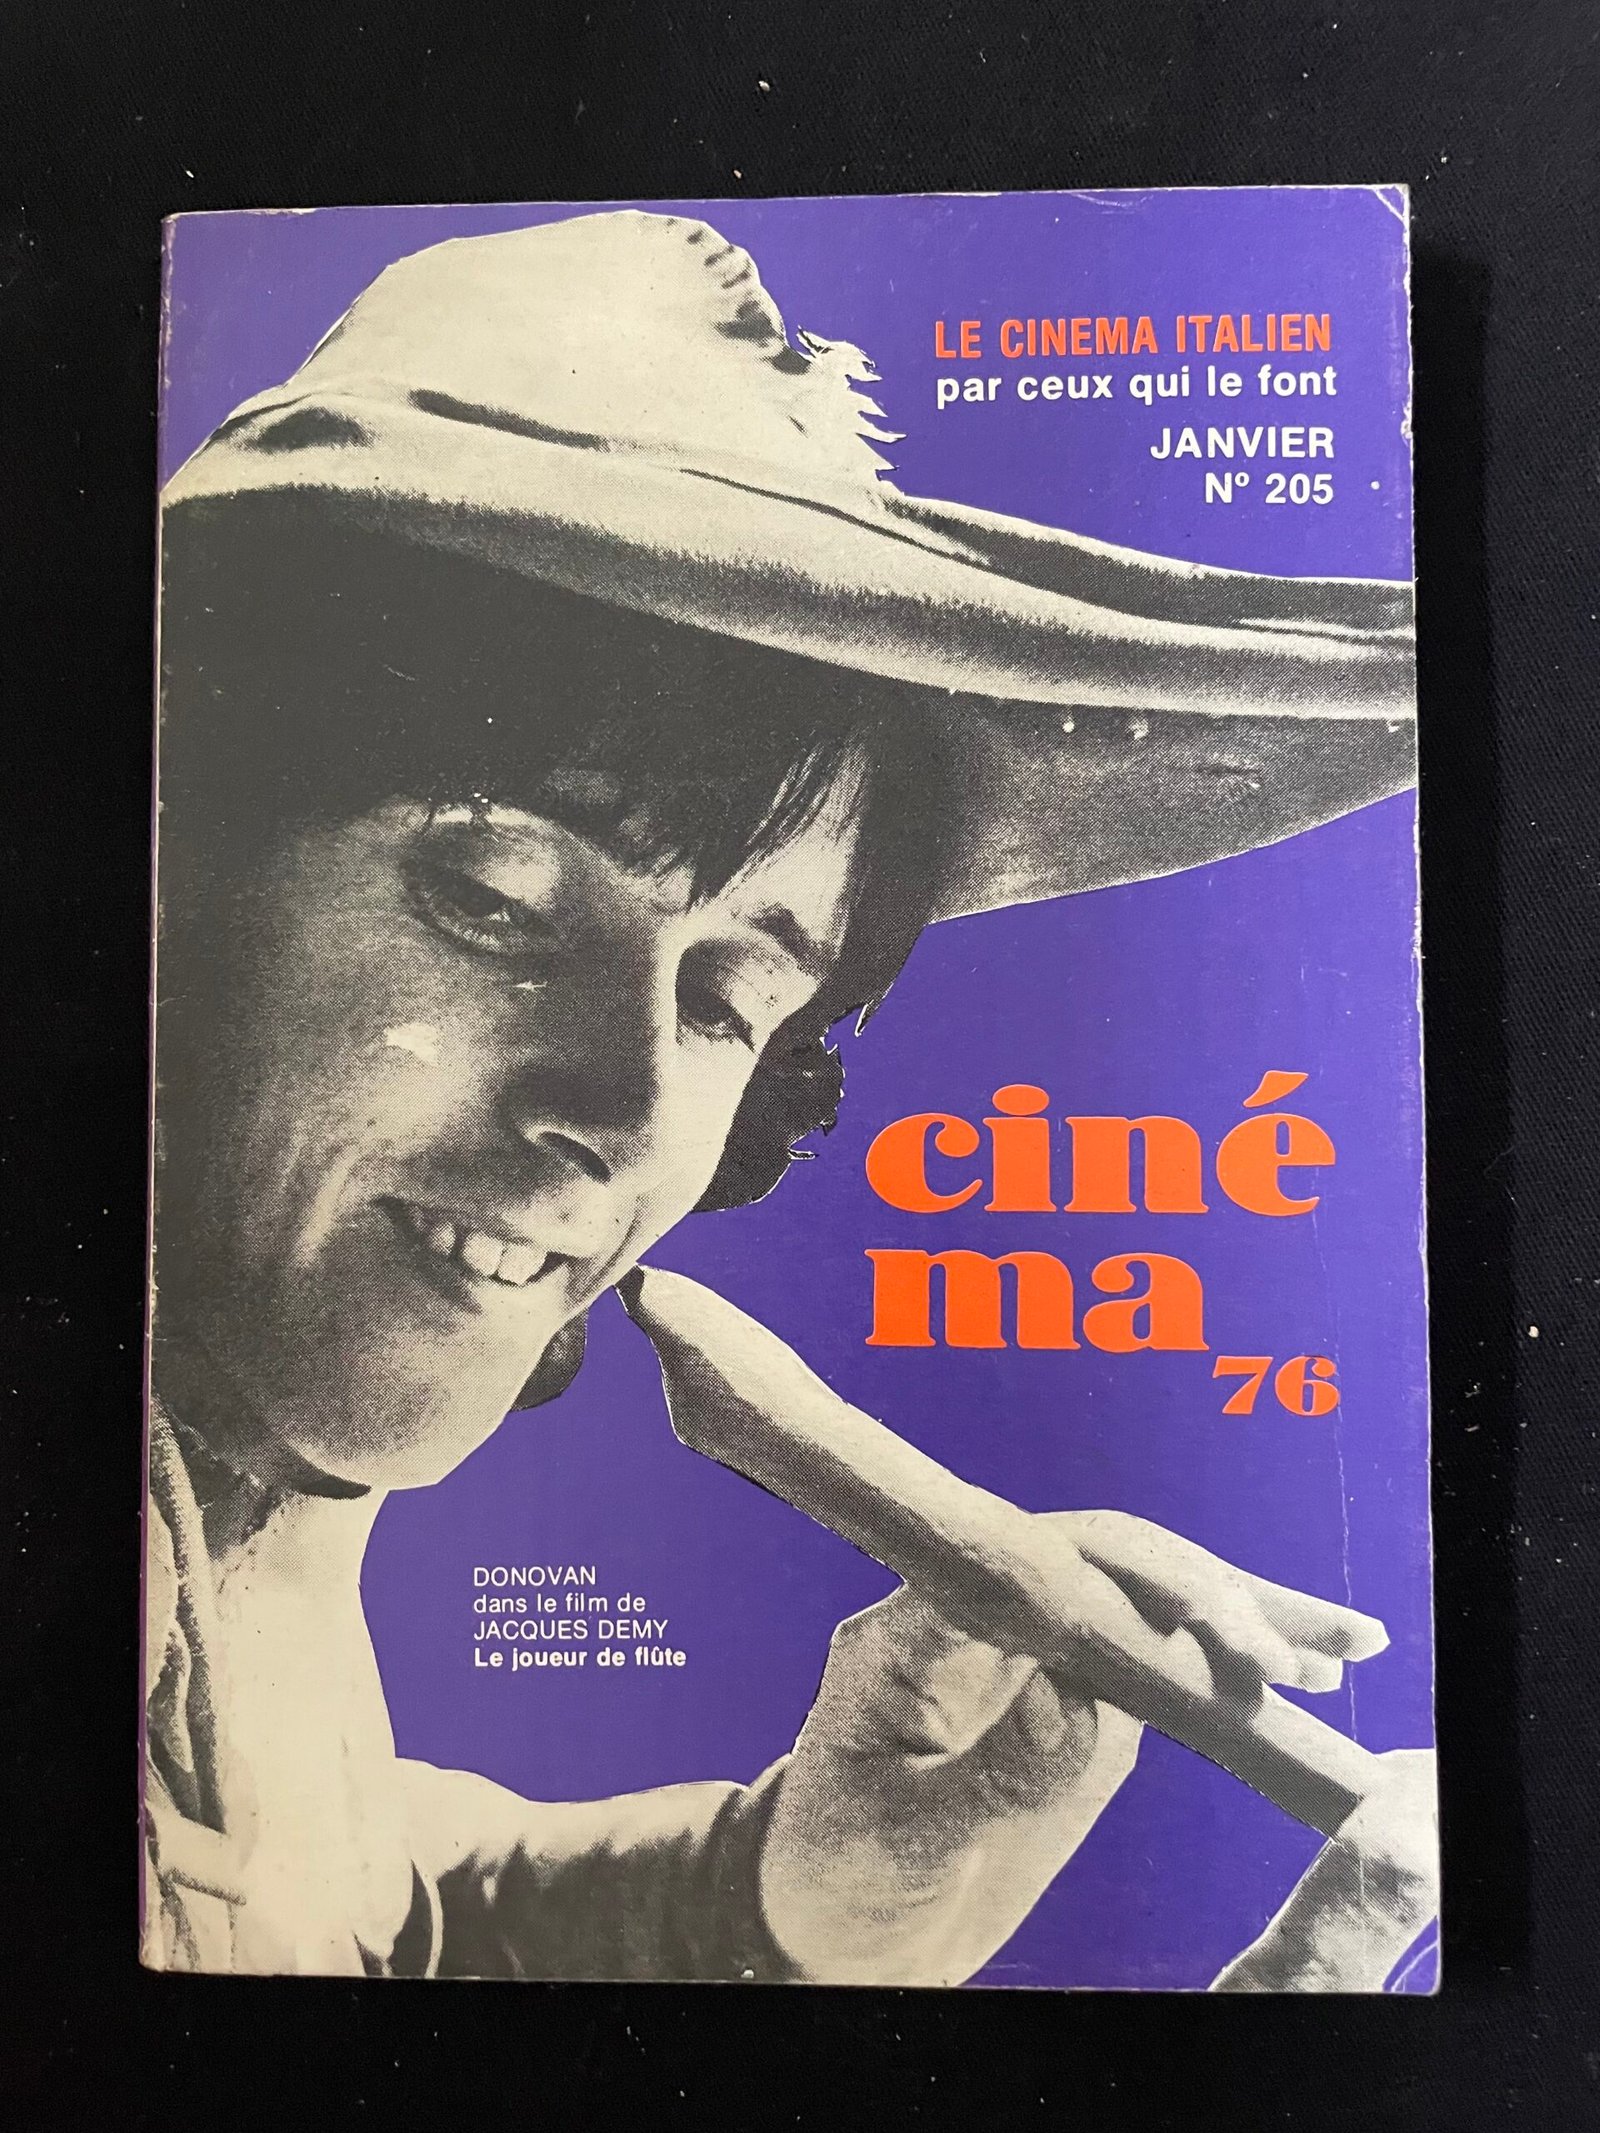 LE CINEMA ITALIEN
par ceux qui le font
JANVIER
Nº 205
ciné
ma
76
DONOVAN
dans le film de
JACQUES DEMY
Le joueur de flûte